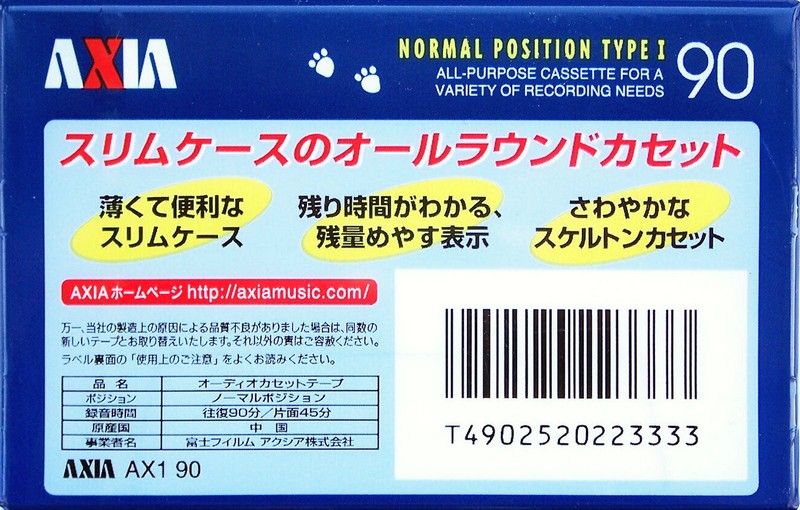 AXIA
NORMAL POSITION TYPE I
ALL-PURPOSE CASSETTE FOR A
VARIETY OF RECORDING NEEDS
90
スリムケースのオールラウンドカセット
薄くて便利な
スリムケース
残り時間がわかる、
残量めやす表示
さわやかな
スケルトンカセット
AXIAホームページ http://axiamusic.com/
万一、当社の製造上の原因による品質不良がありました場合は、同数の
新しいテープとお取り替えいたします。それ以外の責はご容赦ください。
ラベル裏面の「使用上のご注意」をよくお読みください。
品名 オーディオカセットテープ
ポジション ノーマルポジション
録音時間 往復90分／片面45分
原産国 中国
事業者名 富士フイルム アクシア株式会社
AXIA AX1 90
T4902520223333